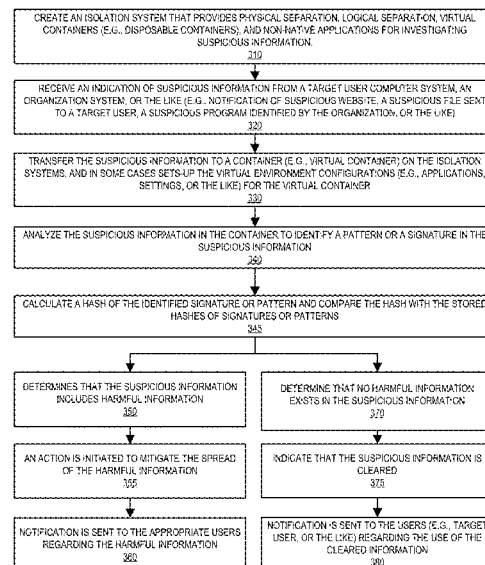 CREATE AN ISOLATION SYSTEM THAT PROVIDES PHYSICAL SEPARATION, LOGICAL SEPARATION, VIRTUAL
CONTAINERS (E.G., DISPOSABLE CONTAINERS), AND NON-NATIVE APPLICATIONS FOR INVESTIGATING
SUSPICIOUS INFORMATION.
310
RECEIVE AN INDICATION OF SUSPICIOUS INFORMATION FROM A TARGET USER COMPUTER SYSTEM, AN
ORGANIZATION SYSTEM, OR THE LIKE (E.G., NOTIFICATION OF SUSPICIOUS WEBSITE, A SUSPICIOUS FILE SENT
TO A TARGET USER, A SUSPICIOUS PROGRAM IDENTIFIED BY THE ORGANIZATION, OR THE LIKE)
320
TRANSFER THE SUSPICIOUS INFORMATION TO A CONTAINER (E.G., VIRTUAL CONTAINER) ON THE ISOLATION
SYSTEMS, AND IN SOME CASES SETS-UP THE VIRTUAL ENVIRONMENT CONFIGURATIONS (E.G., APPLICATIONS,
SETTINGS, OR THE LIKE) FOR THE VIRTUAL CONTAINER
330
ANALYZE THE SUSPICIOUS INFORMATION IN THE CONTAINER TO IDENTIFY A PATTERN OR A SIGNATURE IN THE
SUSPICIOUS INFORMATION
340
CALCULATE A HASH OF THE IDENTIFIED SIGNATURE OR PATTERN AND COMPARE THE HASH WITH THE STORED
HASHES OF SIGNATURES OR PATTERNS
345
DETERMINES THAT THE SUSPICIOUS INFORMATION
INCLUDES HARMFUL INFORMATION
350
AN ACTION IS INITIATED TO MITIGATE THE SPREAD
OF THE HARMFUL INFORMATION
355
NOTIFICATION IS SENT TO THE APPROPRIATE USERS
REGARDING THE HARMFUL INFORMATION
360
DETERMINE THAT NO HARMFUL INFORMATION
EXISTS IN THE SUSPICIOUS INFORMATION
370
INDICATE THAT THE SUSPICIOUS INFORMATION IS
CLEARED
375
NOTIFICATION IS SENT TO THE USERS (E.G., TARGET
USER, OR THE LIKE) REGARDING THE USE OF THE
CLEARED INFORMATION
380